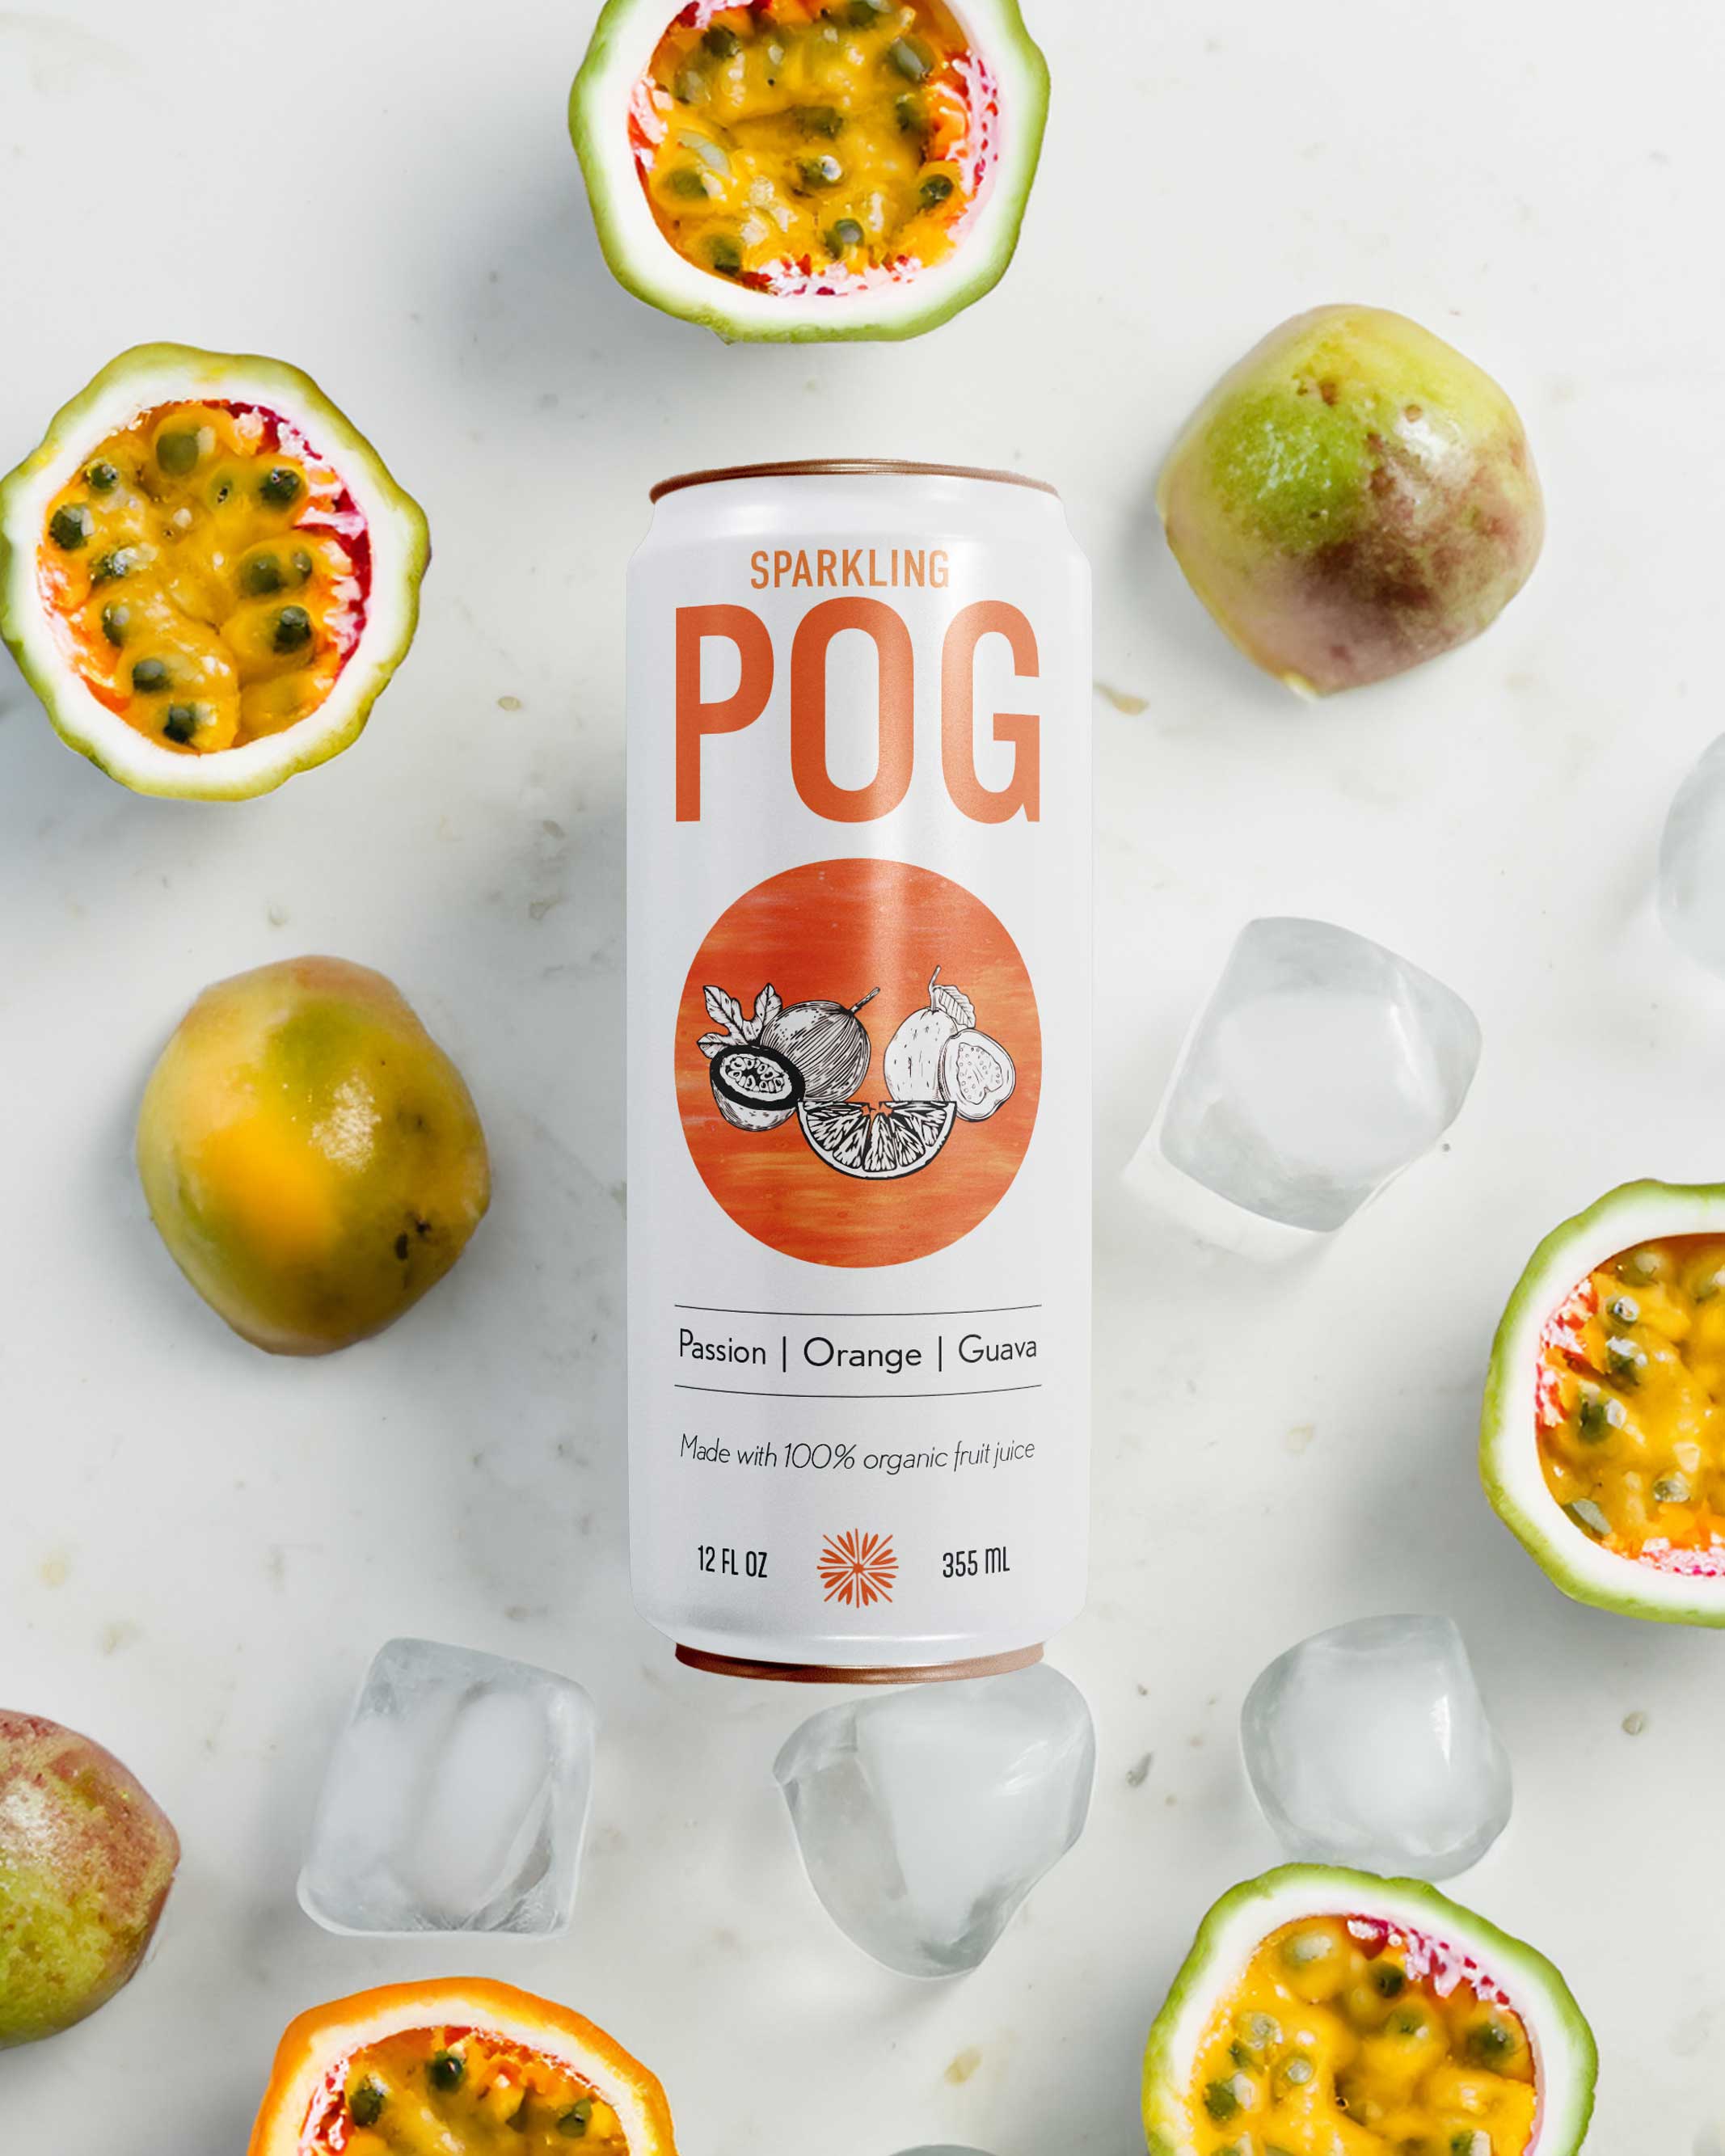 SPARKLING
POG
Passion | Orange | Guava
Made with 100% organic fruit juice
12 FL OZ 355 mL